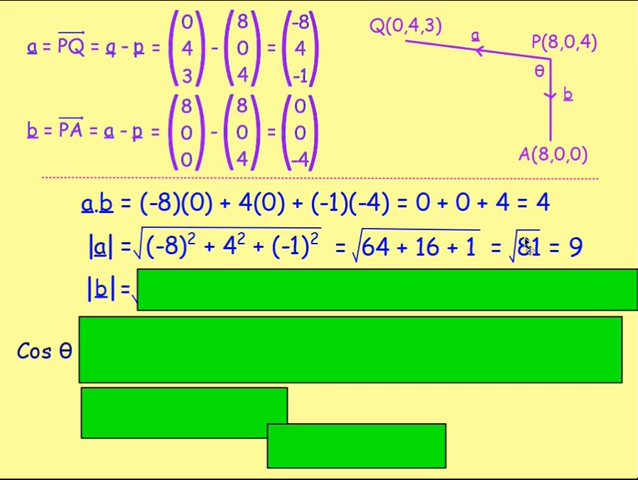 a = PQ = q - p = (0 4 3) - (8 0 4) = (-8 4 -1)
Q(0,4,3) a P(8,0,4)
θ b
b = PA = a - p = (8 0 0) - (8 0 4) = (0 0 -4)
A(8,0,0)
a.b = (-8)(0) + 4(0) + (-1)(-4) = 0 + 0 + 4 = 4
|a| = √(-8)² + 4² + (-1)² = √64 + 16 + 1 = √81 = 9
|b| = √
Cos θ